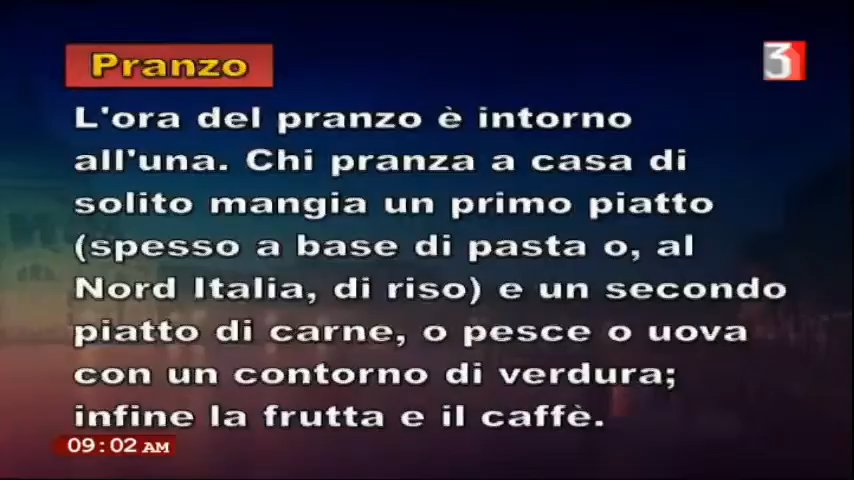 Pranzo
3
L'ora del pranzo è intorno
all'una. Chi pranza a casa di
solito mangia un primo piatto
(spesso a base di pasta o, al
Nord Italia, di riso) e un secondo
piatto di carne, o pesce o uova
con un contorno di verdura;
infine la frutta e il caffè.
09:02 AM